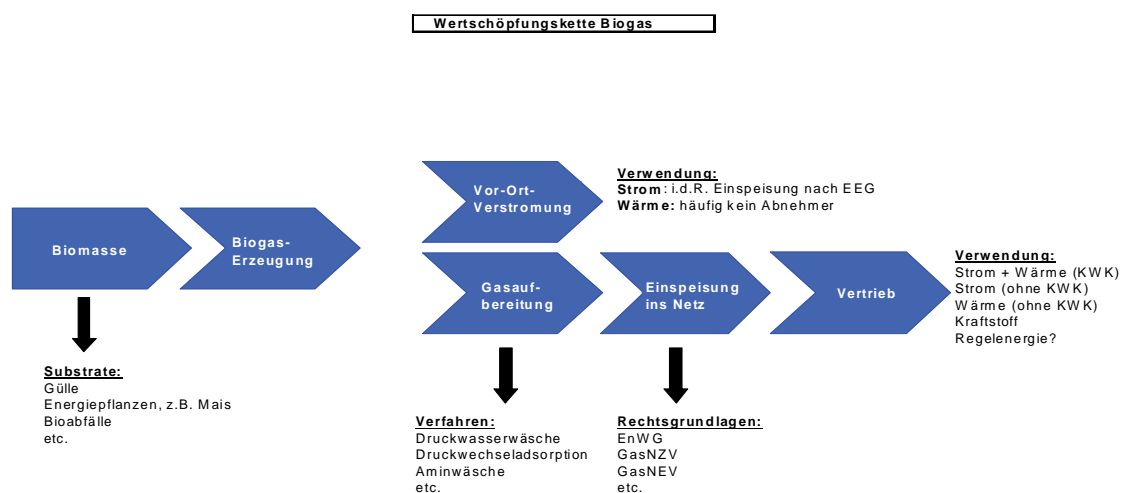 Wertschöpfungskette Biogas
Vor-Ort-
Verstromung
Verwendung:
Strom: i.d.R. Einspeisung nach EEG
Wärme: häufig kein Abnehmer
Biomasse
Biogas-
Erzeugung
Gasauf-
bereitung
Einspeisung
ins Netz
Vertrieb
Verwendung:
Strom + Wärme (KWK)
Strom (ohne KWK)
Wärme (ohne KWK)
Kraftstoff
Regelenergie?
Substrate:
Gülle
Energiepflanzen, z.B. Mais
Bioabfälle
etc.
Verfahren:
Druckwasserwäsche
Druckwechseladsorption
Aminwäsche
etc.
Rechtsgrundlagen:
EnWG
GasNZV
GasNEV
etc.